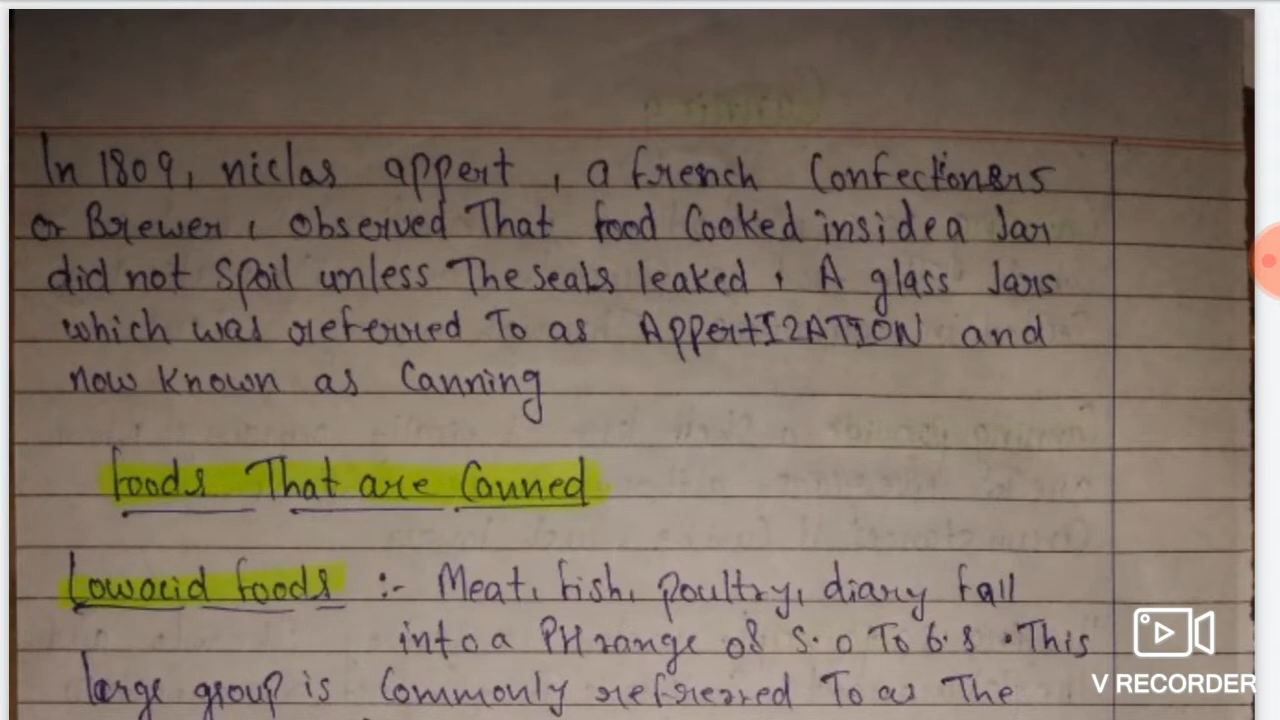 In 1809, niclas appert, a french Confectioners
or Brewer, observed That food Cooked inside a Jar
did not spoil unless The seals leaked. A glass Jars
which was referred To as AppertIZATION and
now known as Canning
foods That are Canned
Lowacid foods :- Meat, fish, poultry, diary fall
into a PH range of 5.0 To 6.8. This
large group is Commonly referred To as The
V RECORDER